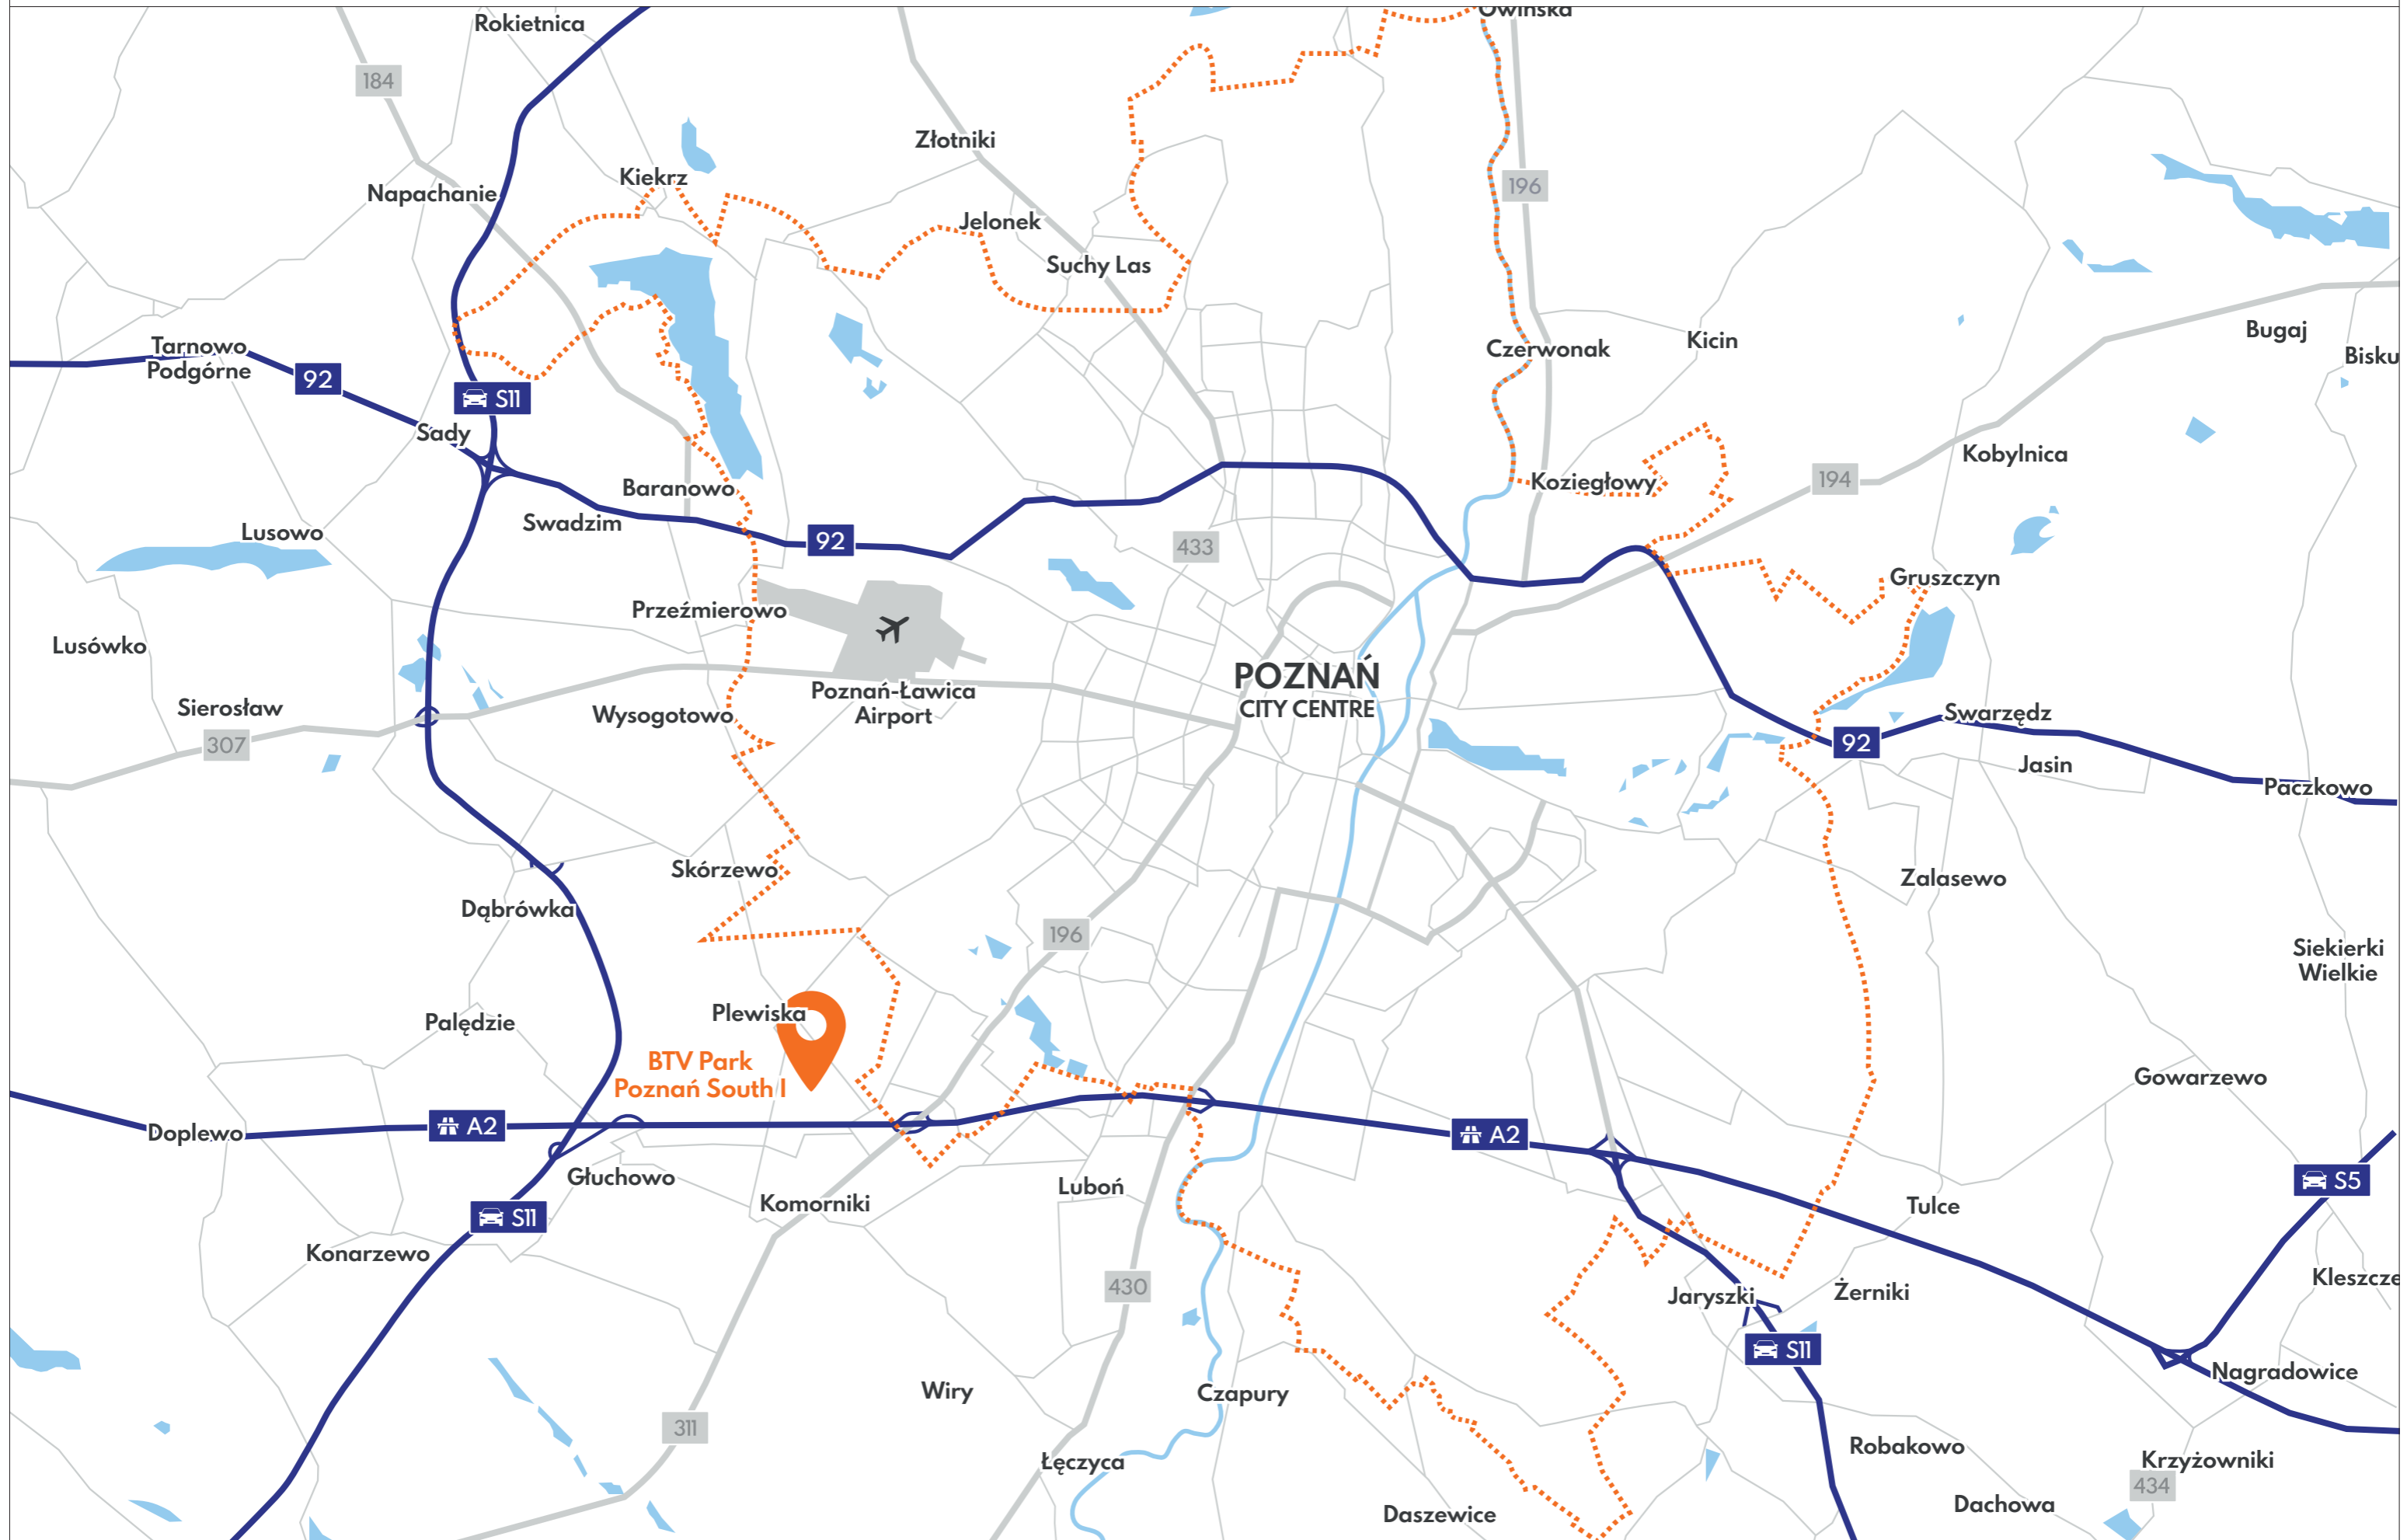 Rokietnica
Owińska
184
Złotniki
Kiekrz
Napachanie
196
Jelonek
Suchy Las
Bugaj
Kicin
Tarnowo
Podgórne
Czerwonak
Bisku
92
S11
Sady
Kobylnica
194
Koziegłowy
Baranowo
Swadzim
Lusowo
92
433
Gruszczyn
Przeźmierowo
Lusówko
POZNAŃ
CITY CENTRE
Poznań-Ławica
Airport
Sierosław
Wysogotowo
Swarzędz
307
92
Jasin
Paczkowo
Skórzewo
Zalasewo
Dąbrówka
196
Siekierki
Wielkie
Plewiska
Palędzie
BTV Park
Poznań South I
Gowarzewo
A2
Doplewo
A2
Głuchowo
S5
Luboń
Komorniki
Tulce
S11
Konarzewo
Kleszcze
430
Żerniki
Jaryszki
S11
Nagradowice
Wiry
Czapury
311
Robakowo
Łęczyca
Krzyżowniki
434
Dachowa
Daszewice